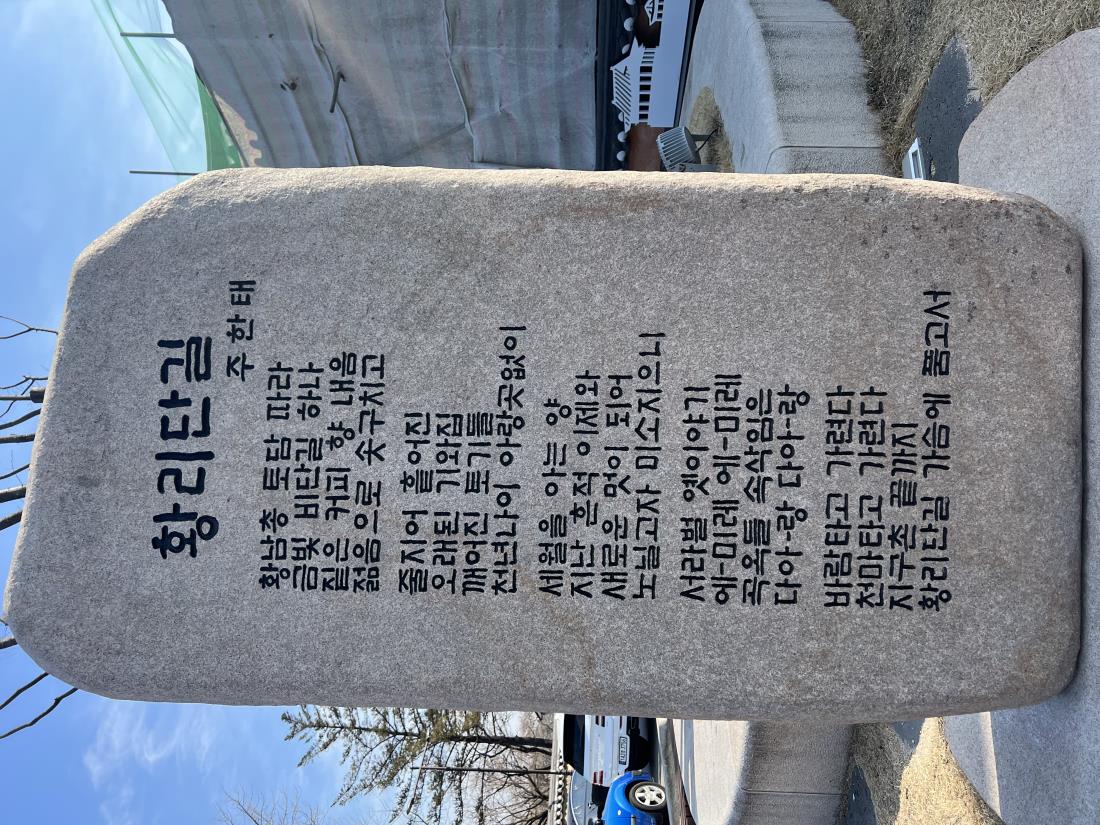 황리단길
주 한 태
황남총 토담 따라
금빛 비단길 하나
짙은 커피 향 내음
젊음으로 솟구치고
줄지어 흩어진
오래된 기와집
깨어진 토기들
천년나이 아랑곳없이
세월을 아는 양
지난 흔적 이제와
새로운 멋이 되어
노닐고자 미소지으니
서라벌 옛이야기
에-미레 에-미레
곡옥들 속삭임은
다아-랑 다아-랑
바람타고 가련다
천마타고 가련다
지구촌 끝까지
황리단길 가슴에 품고서